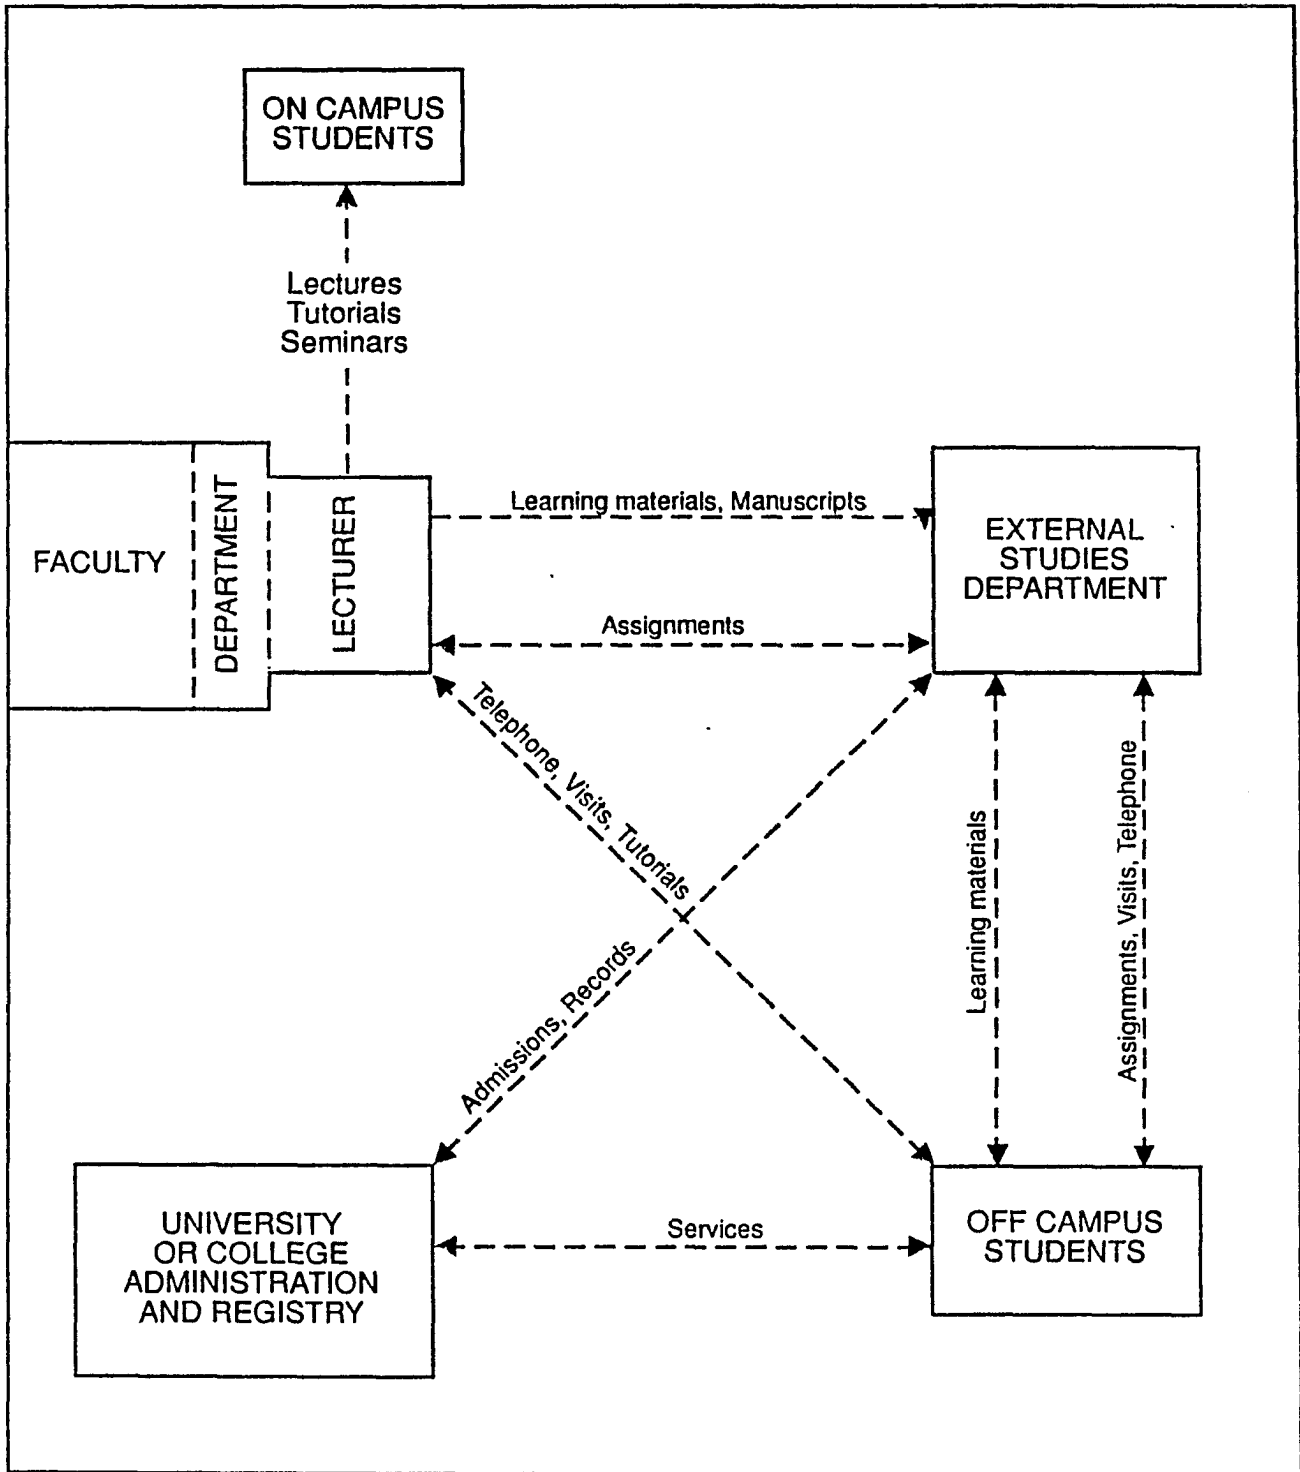 ON CAMPUS
STUDENTS
Lectures
Tutorials
Seminars
FACULTY
DEPARTMENT
LECTURER
Learning materials, Manuscripts
EXTERNAL
STUDIES
DEPARTMENT
Assignments
Telephone, Visits, Tutorials
Admissions, Records
Learning materials
Assignments, Visits, Telephone
UNIVERSITY
OR COLLEGE
ADMINISTRATION
AND REGISTRY
Services
OFF CAMPUS
STUDENTS